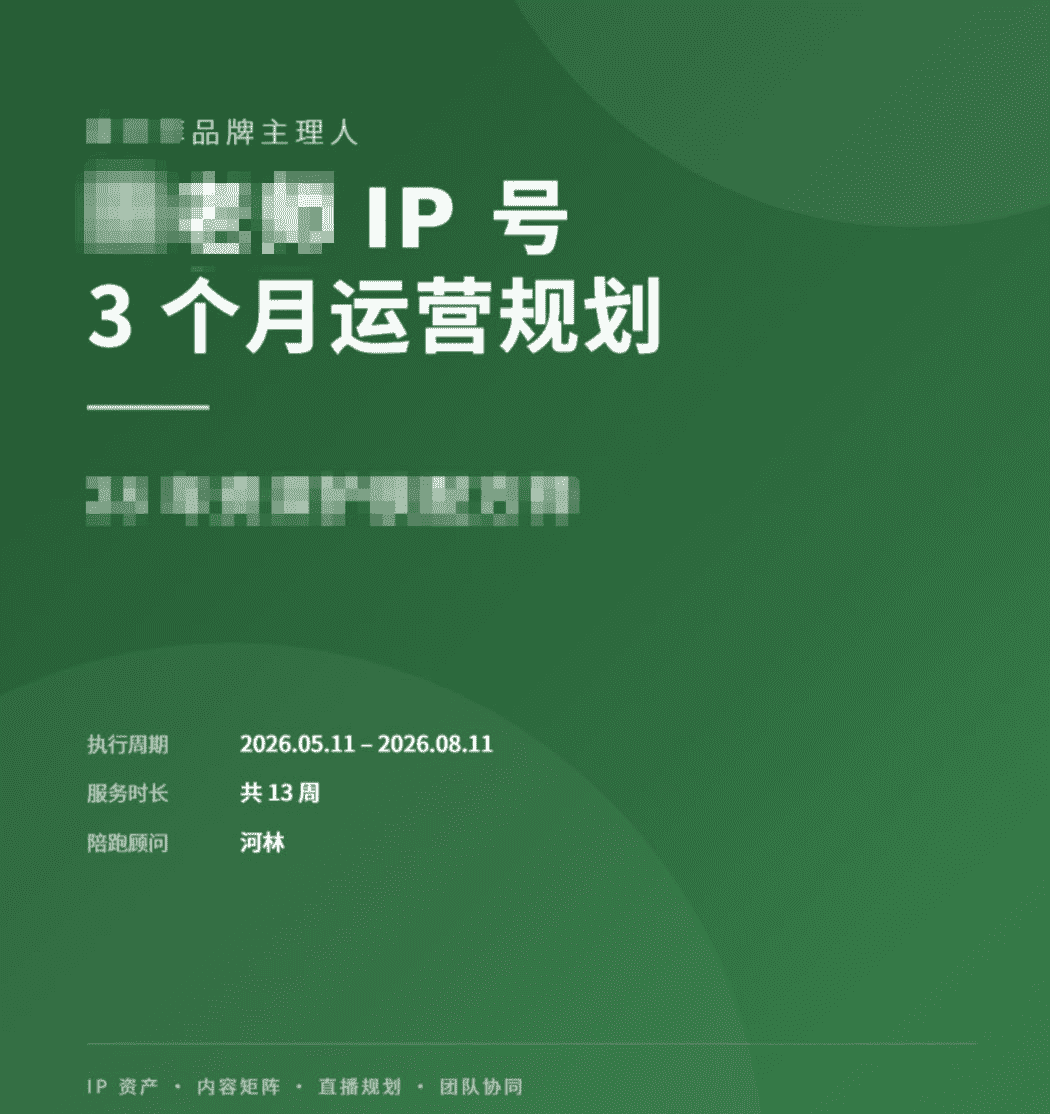 品牌主理人
IP 号
3 个月运营规划
执行周期 2026.05.11 – 2026.08.11
服务时长 共 13 周
陪跑顾问 河林
IP 资产 · 内容矩阵 · 直播规划 · 团队协同